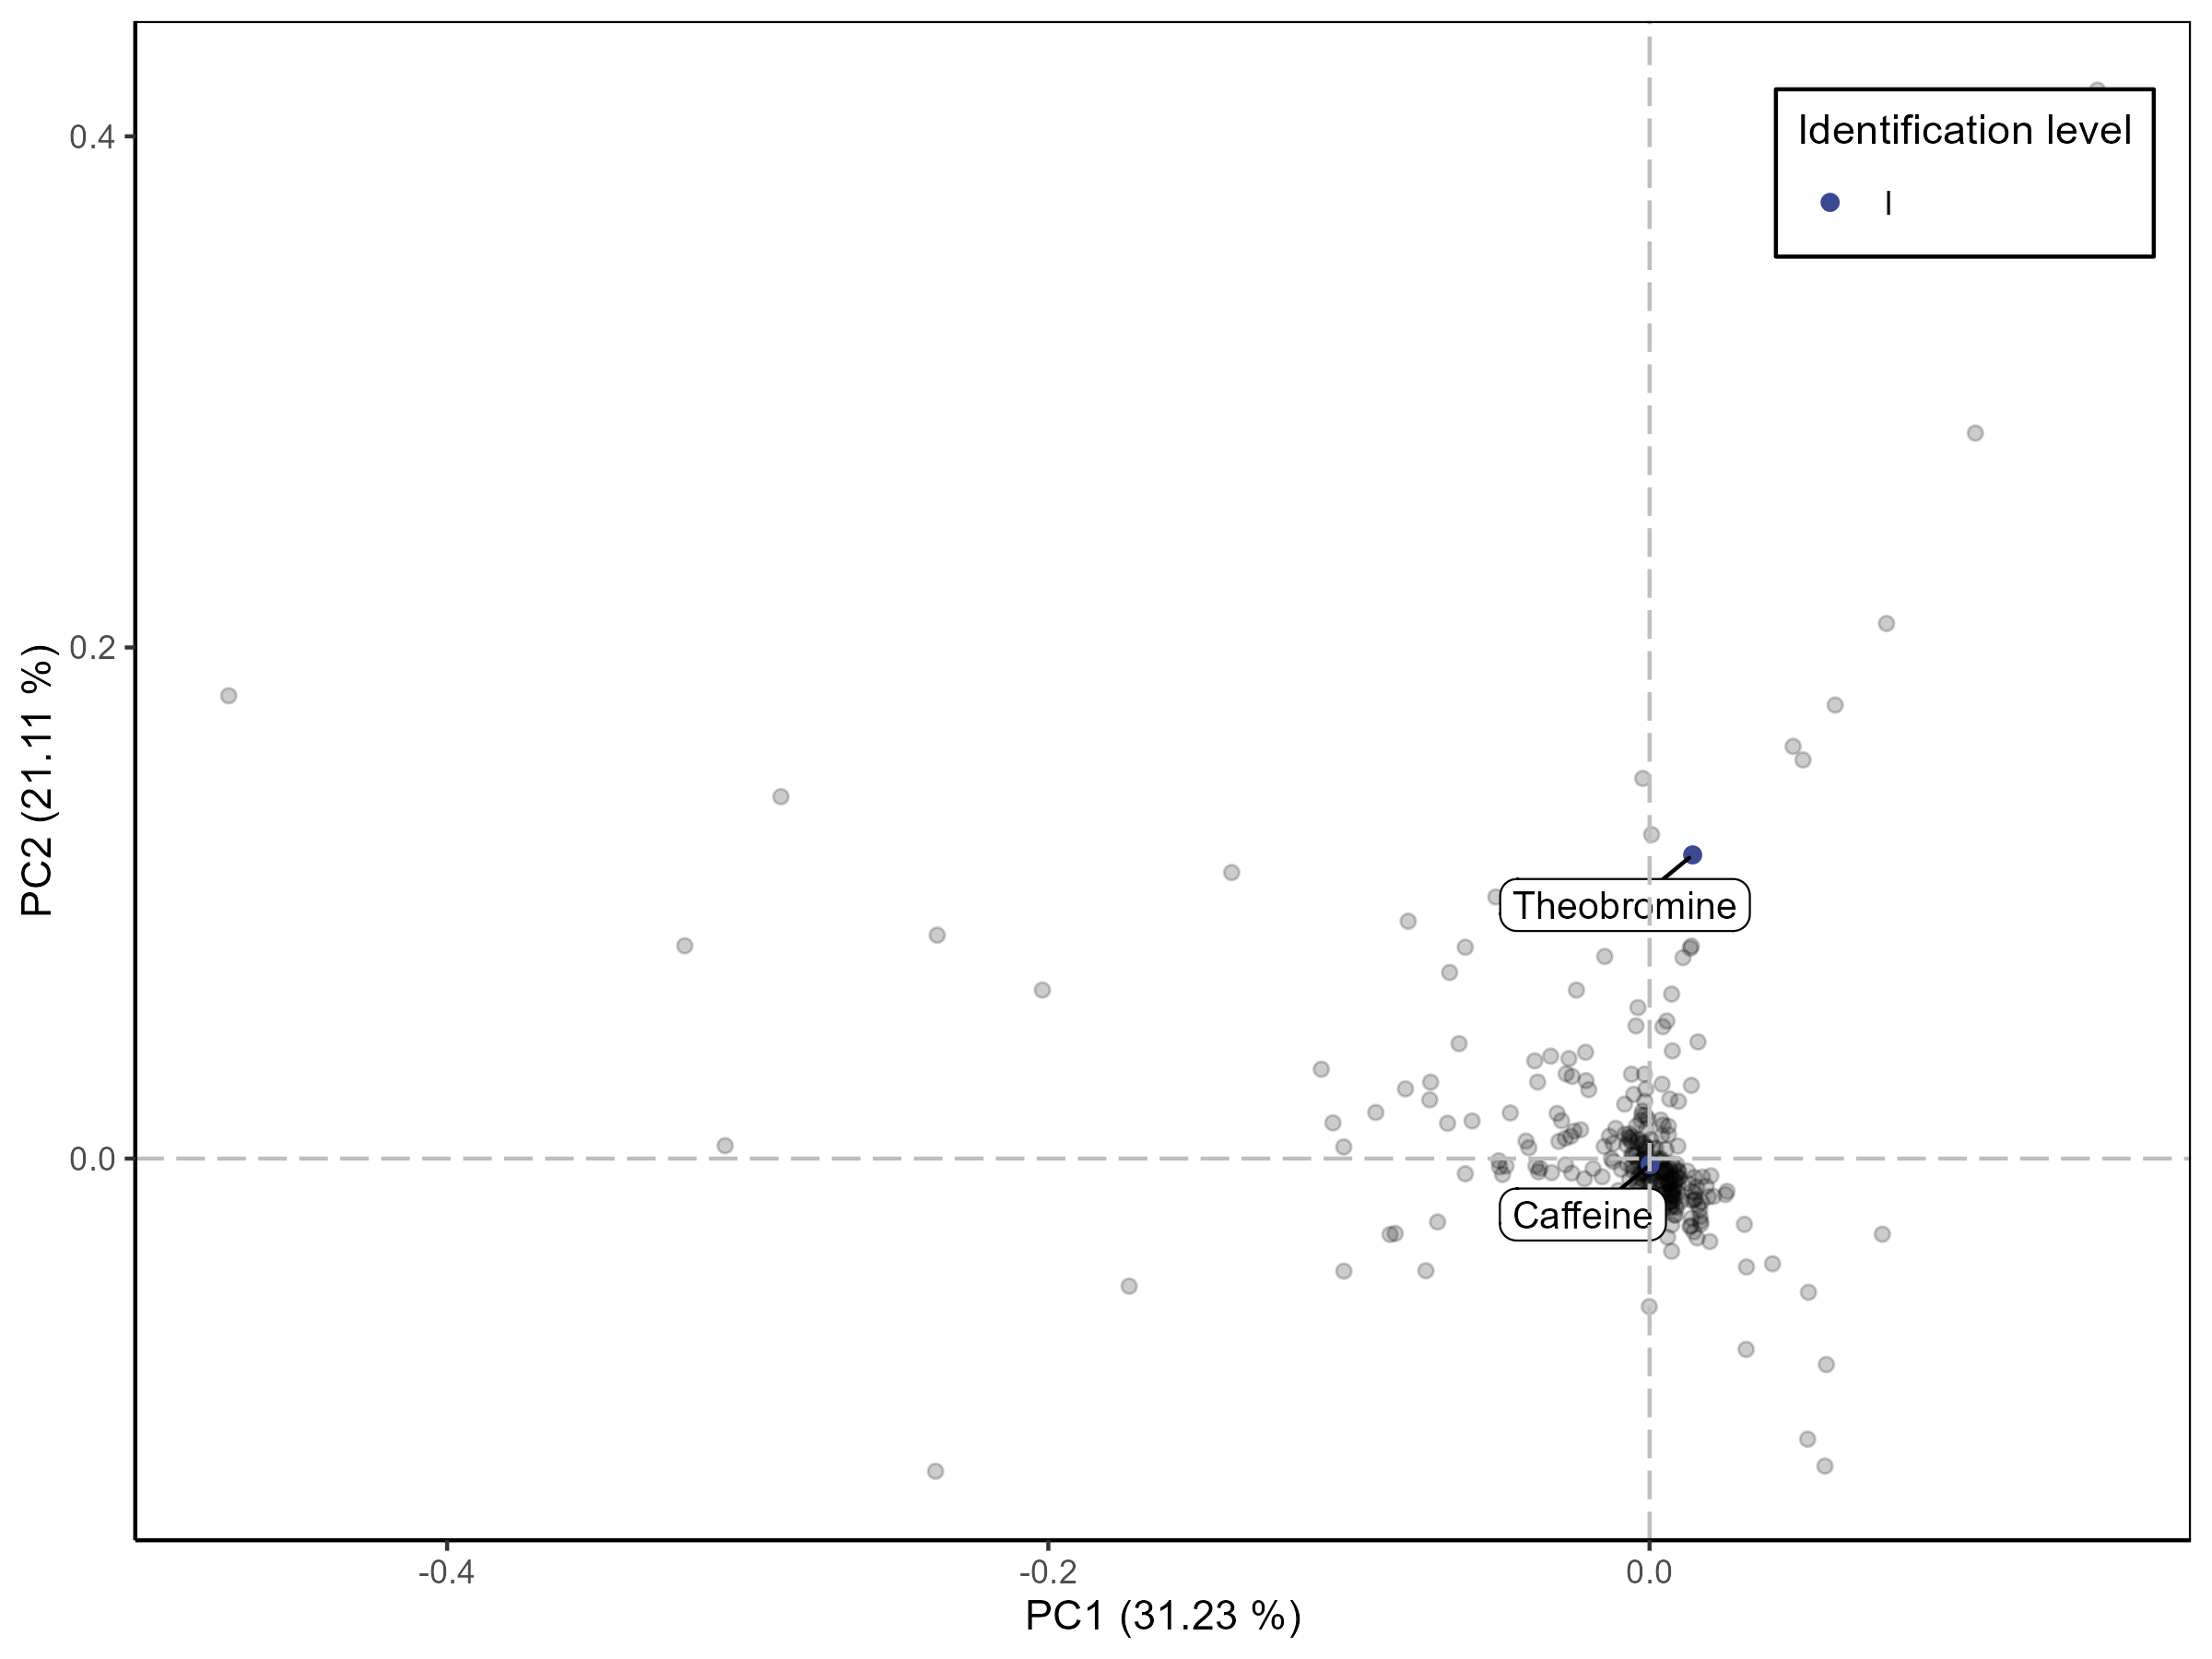 Identification level
I
0.4
0.2
0.0
PC2 (21.11 %)
Theobromine
Caffeine
-0.4
-0.2
0.0
PC1 (31.23 %)